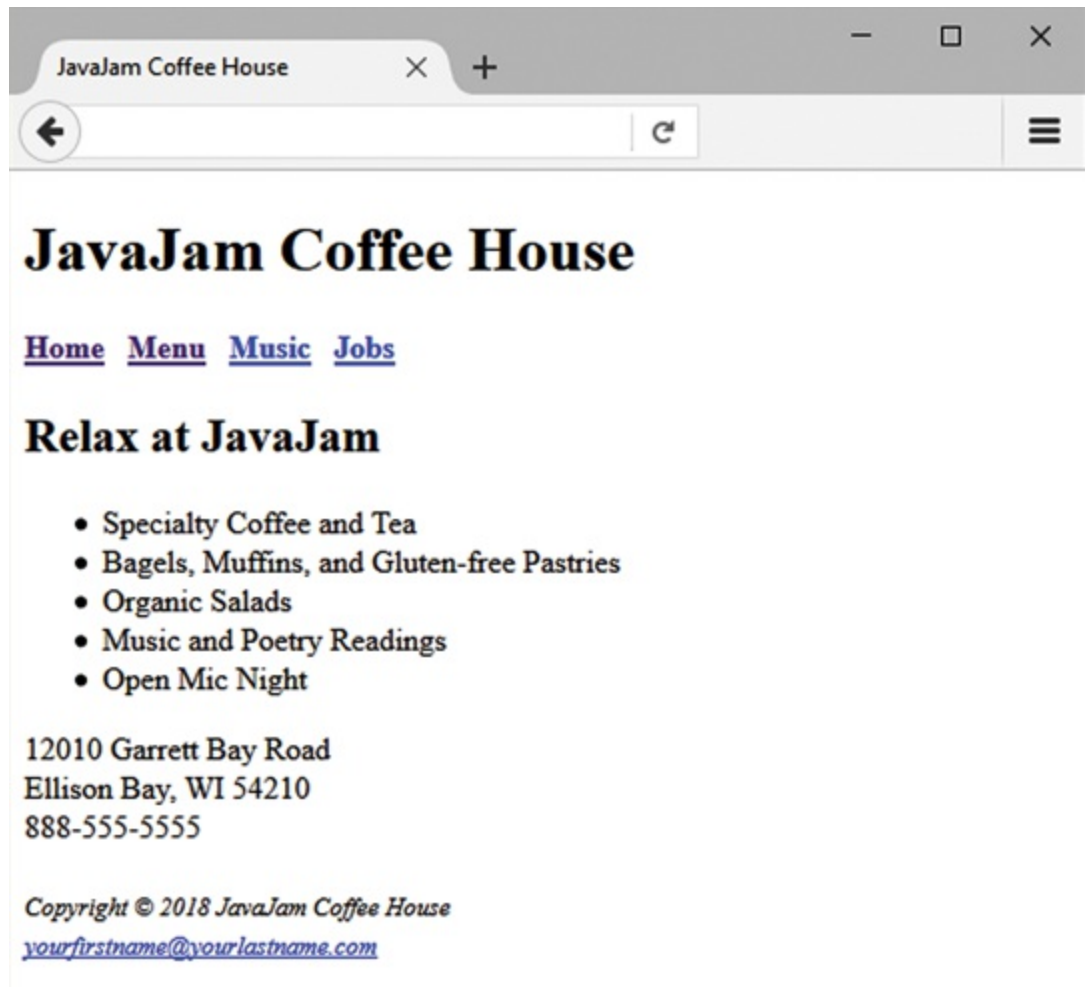 JavaJam Coffee House
JavaJam Coffee House
Home Menu Music Jobs
Relax at JavaJam
• Specialty Coffee and Tea
• Bagels, Muffins, and Gluten-free Pastries
• Organic Salads
• Music and Poetry Readings
• Open Mic Night
12010 Garrett Bay Road
Ellison Bay, WI 54210
888-555-5555
Copyright © 2018 JavaJam Coffee House
yourfirstname@yourlastname.com